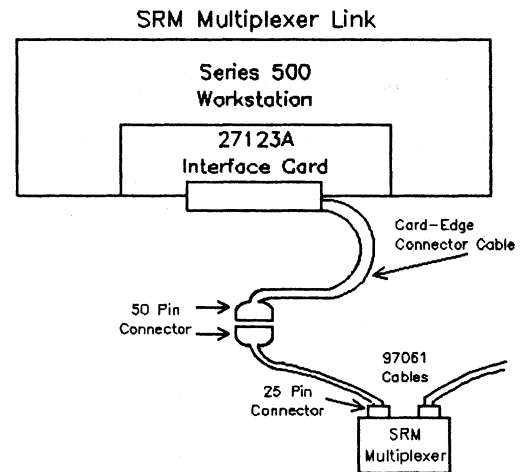 SRM Multiplexer Link
Series 500
Workstation
27123A
Interface Card
Card-Edge
Connector Cable
50 Pin
Connector
97061
Cables
25 Pin
Connector
SRM
Multiplexer